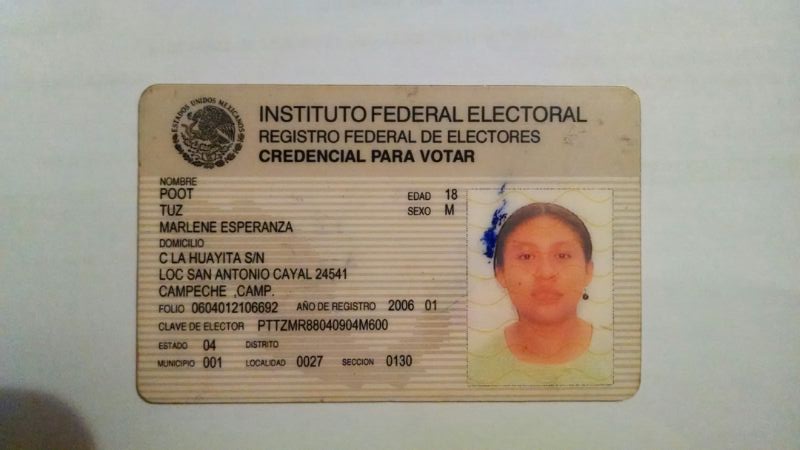 ESTADOS UNIDOS MEXICANOS
INSTITUTO FEDERAL ELECTORAL
REGISTRO FEDERAL DE ELECTORES
CREDENCIAL PARA VOTAR
NOMBRE
POOT
TUZ
MARLENE ESPERANZA
EDAD 18
SEXO M
DOMICILIO
C LA HUAYITA S/N
LOC SAN ANTONIO CAYAL 24541
CAMPECHE ,CAMP.
FOLIO 0604012106692 AÑO DE REGISTRO 2006 01
CLAVE DE ELECTOR PTTZMR88040904M600
ESTADO 04 DISTRITO
MUNICIPIO 001 LOCALIDAD 0027 SECCION 0130